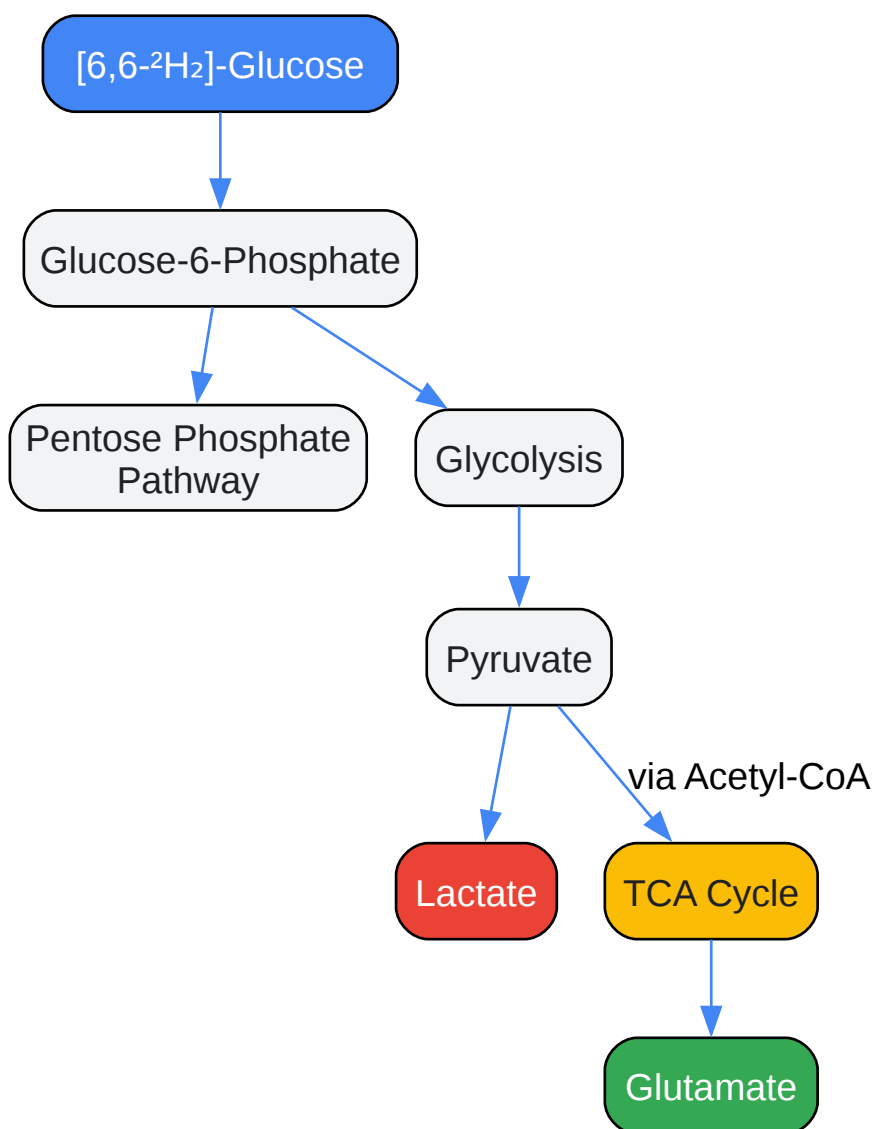 [6,6-²H₂]-Glucose
Glucose-6-Phosphate
Pentose Phosphate
Pathway
Glycolysis
Pyruvate
via Acetyl-CoA
Lactate
TCA Cycle
Glutamate